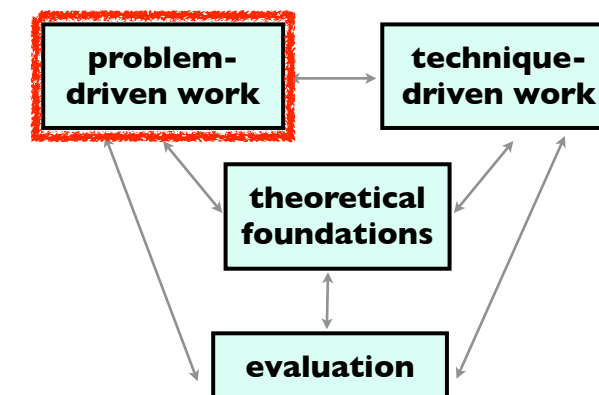 problem-
driven work
technique-
driven work
theoretical
foundations
evaluation